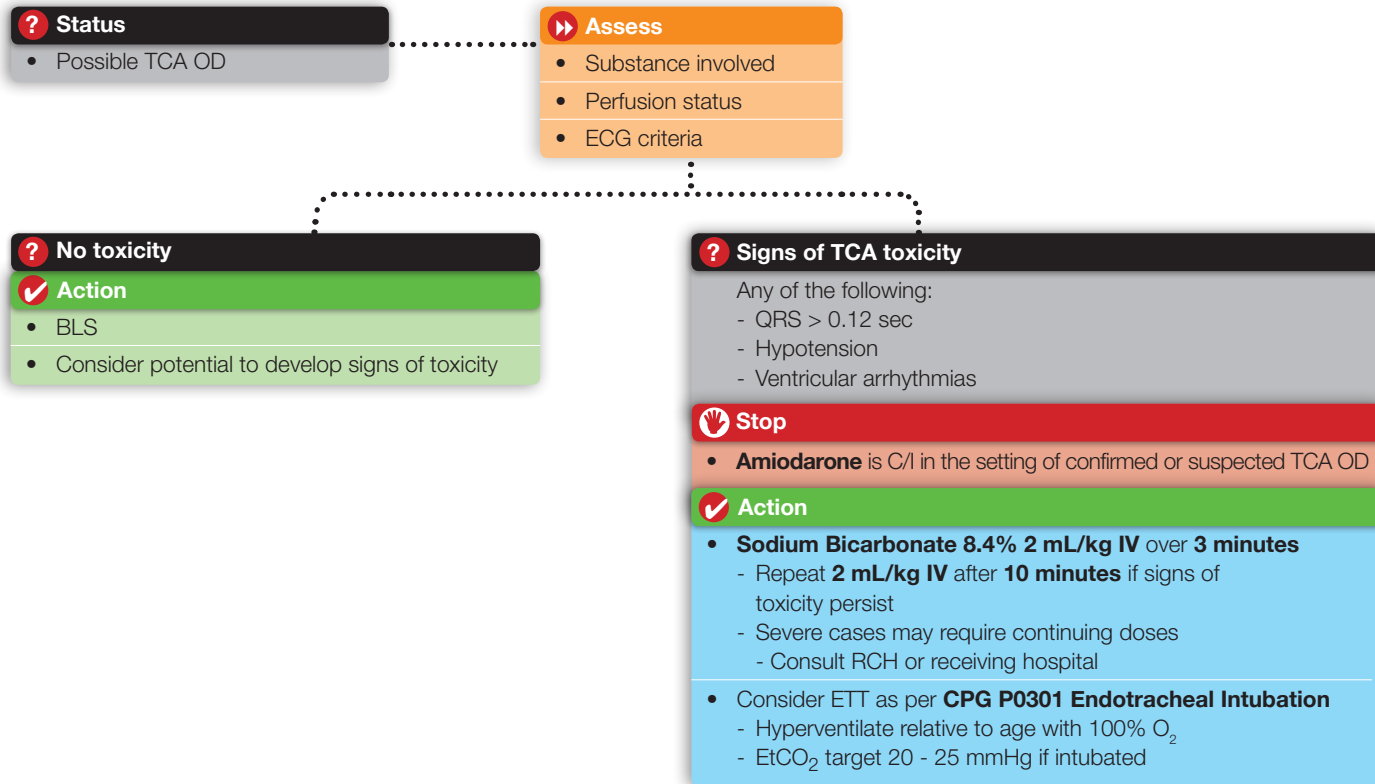 Status
• Possible TCA OD
Assess
• Substance involved
• Perfusion status
• ECG criteria
No toxicity
Action
• BLS
• Consider potential to develop signs of toxicity
Signs of TCA toxicity
Any of the following:
- QRS > 0.12 sec
- Hypotension
- Ventricular arrhythmias
Stop
• Amiodarone is C/I in the setting of confirmed or suspected TCA OD
Action
• Sodium Bicarbonate 8.4% 2 mL/kg IV over 3 minutes
- Repeat 2 mL/kg IV after 10 minutes if signs of
toxicity persist
- Severe cases may require continuing doses
- Consult RCH or receiving hospital
• Consider ETT as per CPG P0301 Endotracheal Intubation
- Hyperventilate relative to age with 100% O₂
- EtCO₂ target 20 - 25 mmHg if intubated